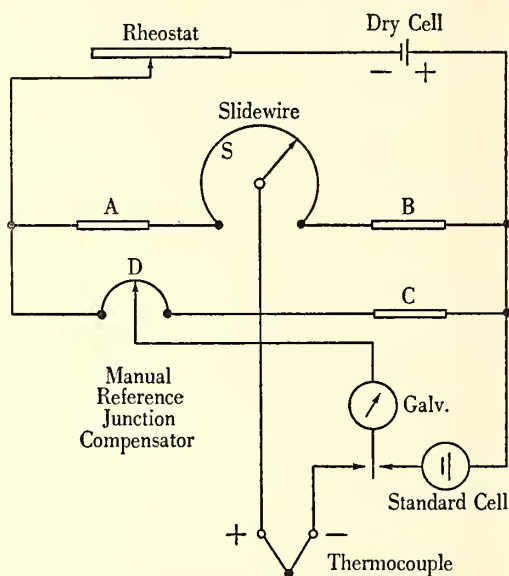 Rheostat
Dry Cell
− +
Slidewire
S
A
B
D
C
Manual
Reference
Junction
Compensator
Galv.
Standard Cell
+ −
Thermocouple